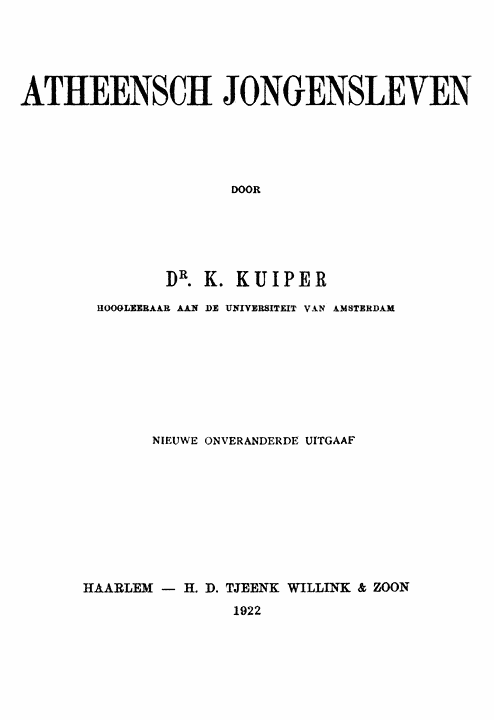 ATHEENSCH JONGENSLEVEN
DOOR
DR. K. KUIPER
HOOGLEERAAR AAN DE UNIVERSITEIT VAN AMSTERDAM
NIEUWE ONVERANDERDE UITGAAF
HAARLEM — H. D. TJEENK WILLINK & ZOON
1922